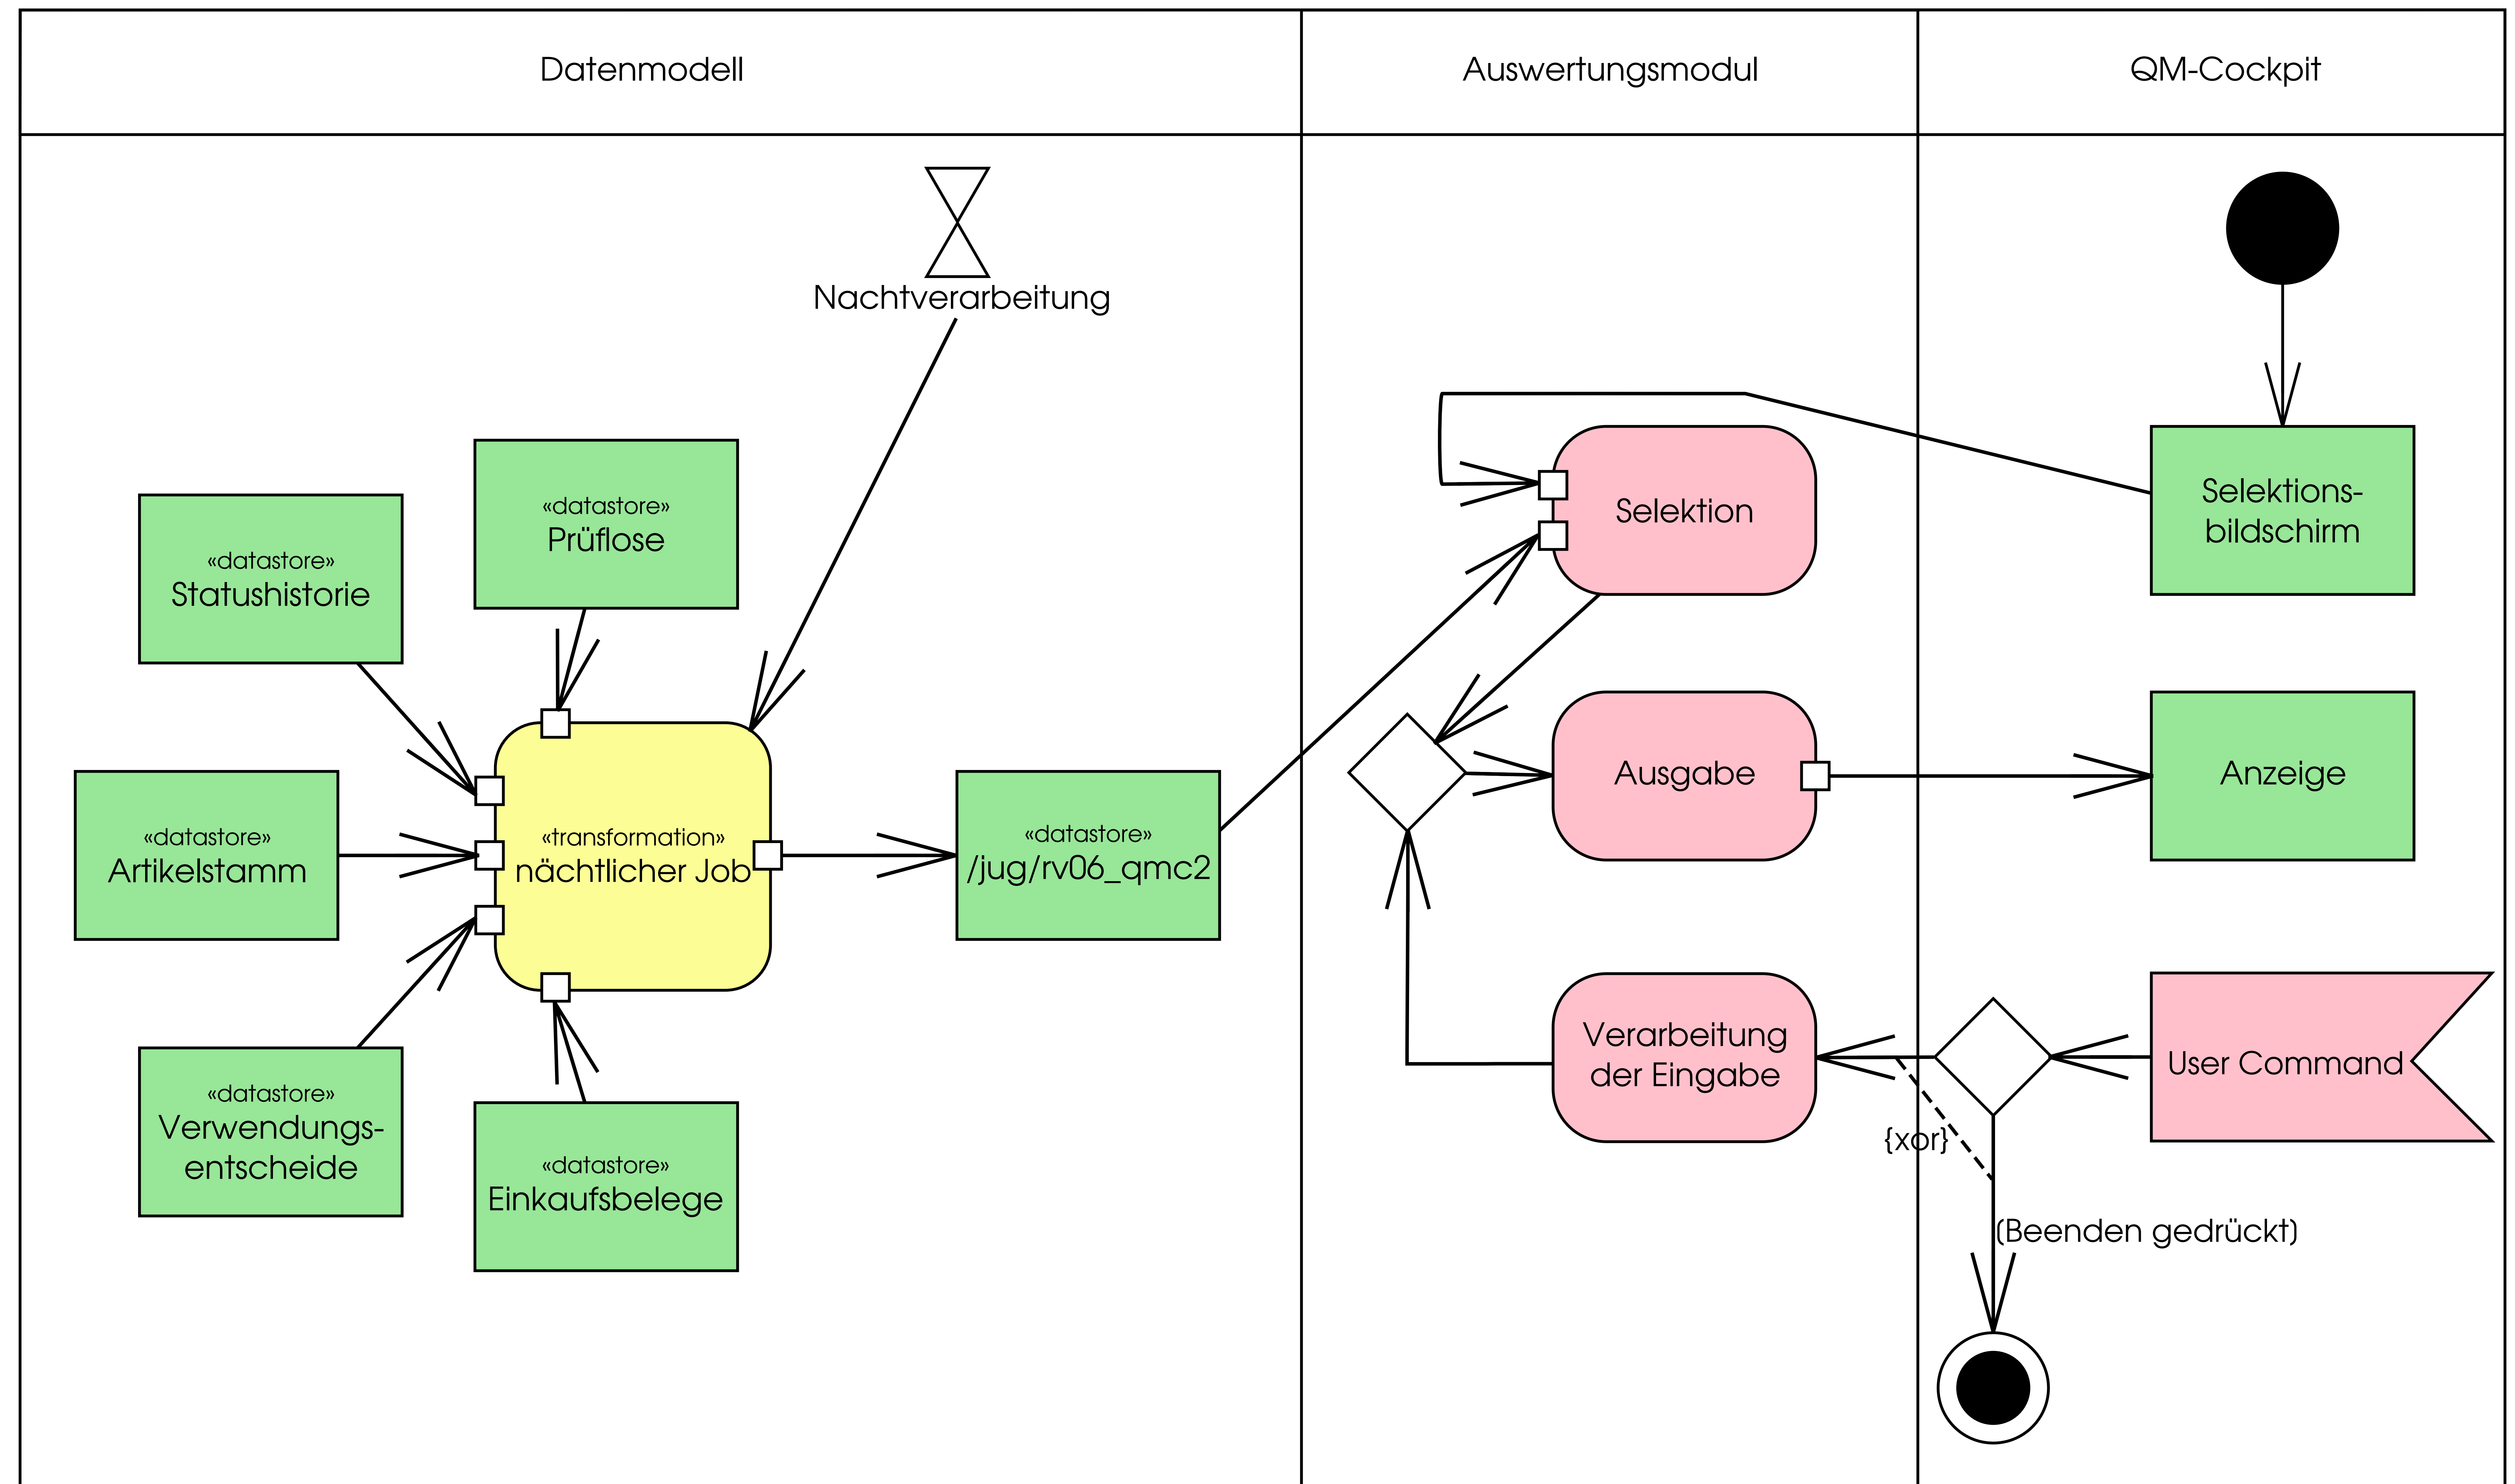 Datenmodell
Auswertungsmodul
QM-Cockpit
Nachtverarbeitung
«datastore»
Prüflose
«datastore»
Statushistorie
«datastore»
Artikelstamm
«transformation»
nächtlicher Job
«datastore»
/jug/rv06_qmc2
«datastore»
Verwendungs-
entscheide
«datastore»
Einkaufsbelege
Selektion
Ausgabe
Verarbeitung
der Eingabe
Selektions-
bildschirm
Anzeige
User Command
{xor}
(Beenden gedrückt)